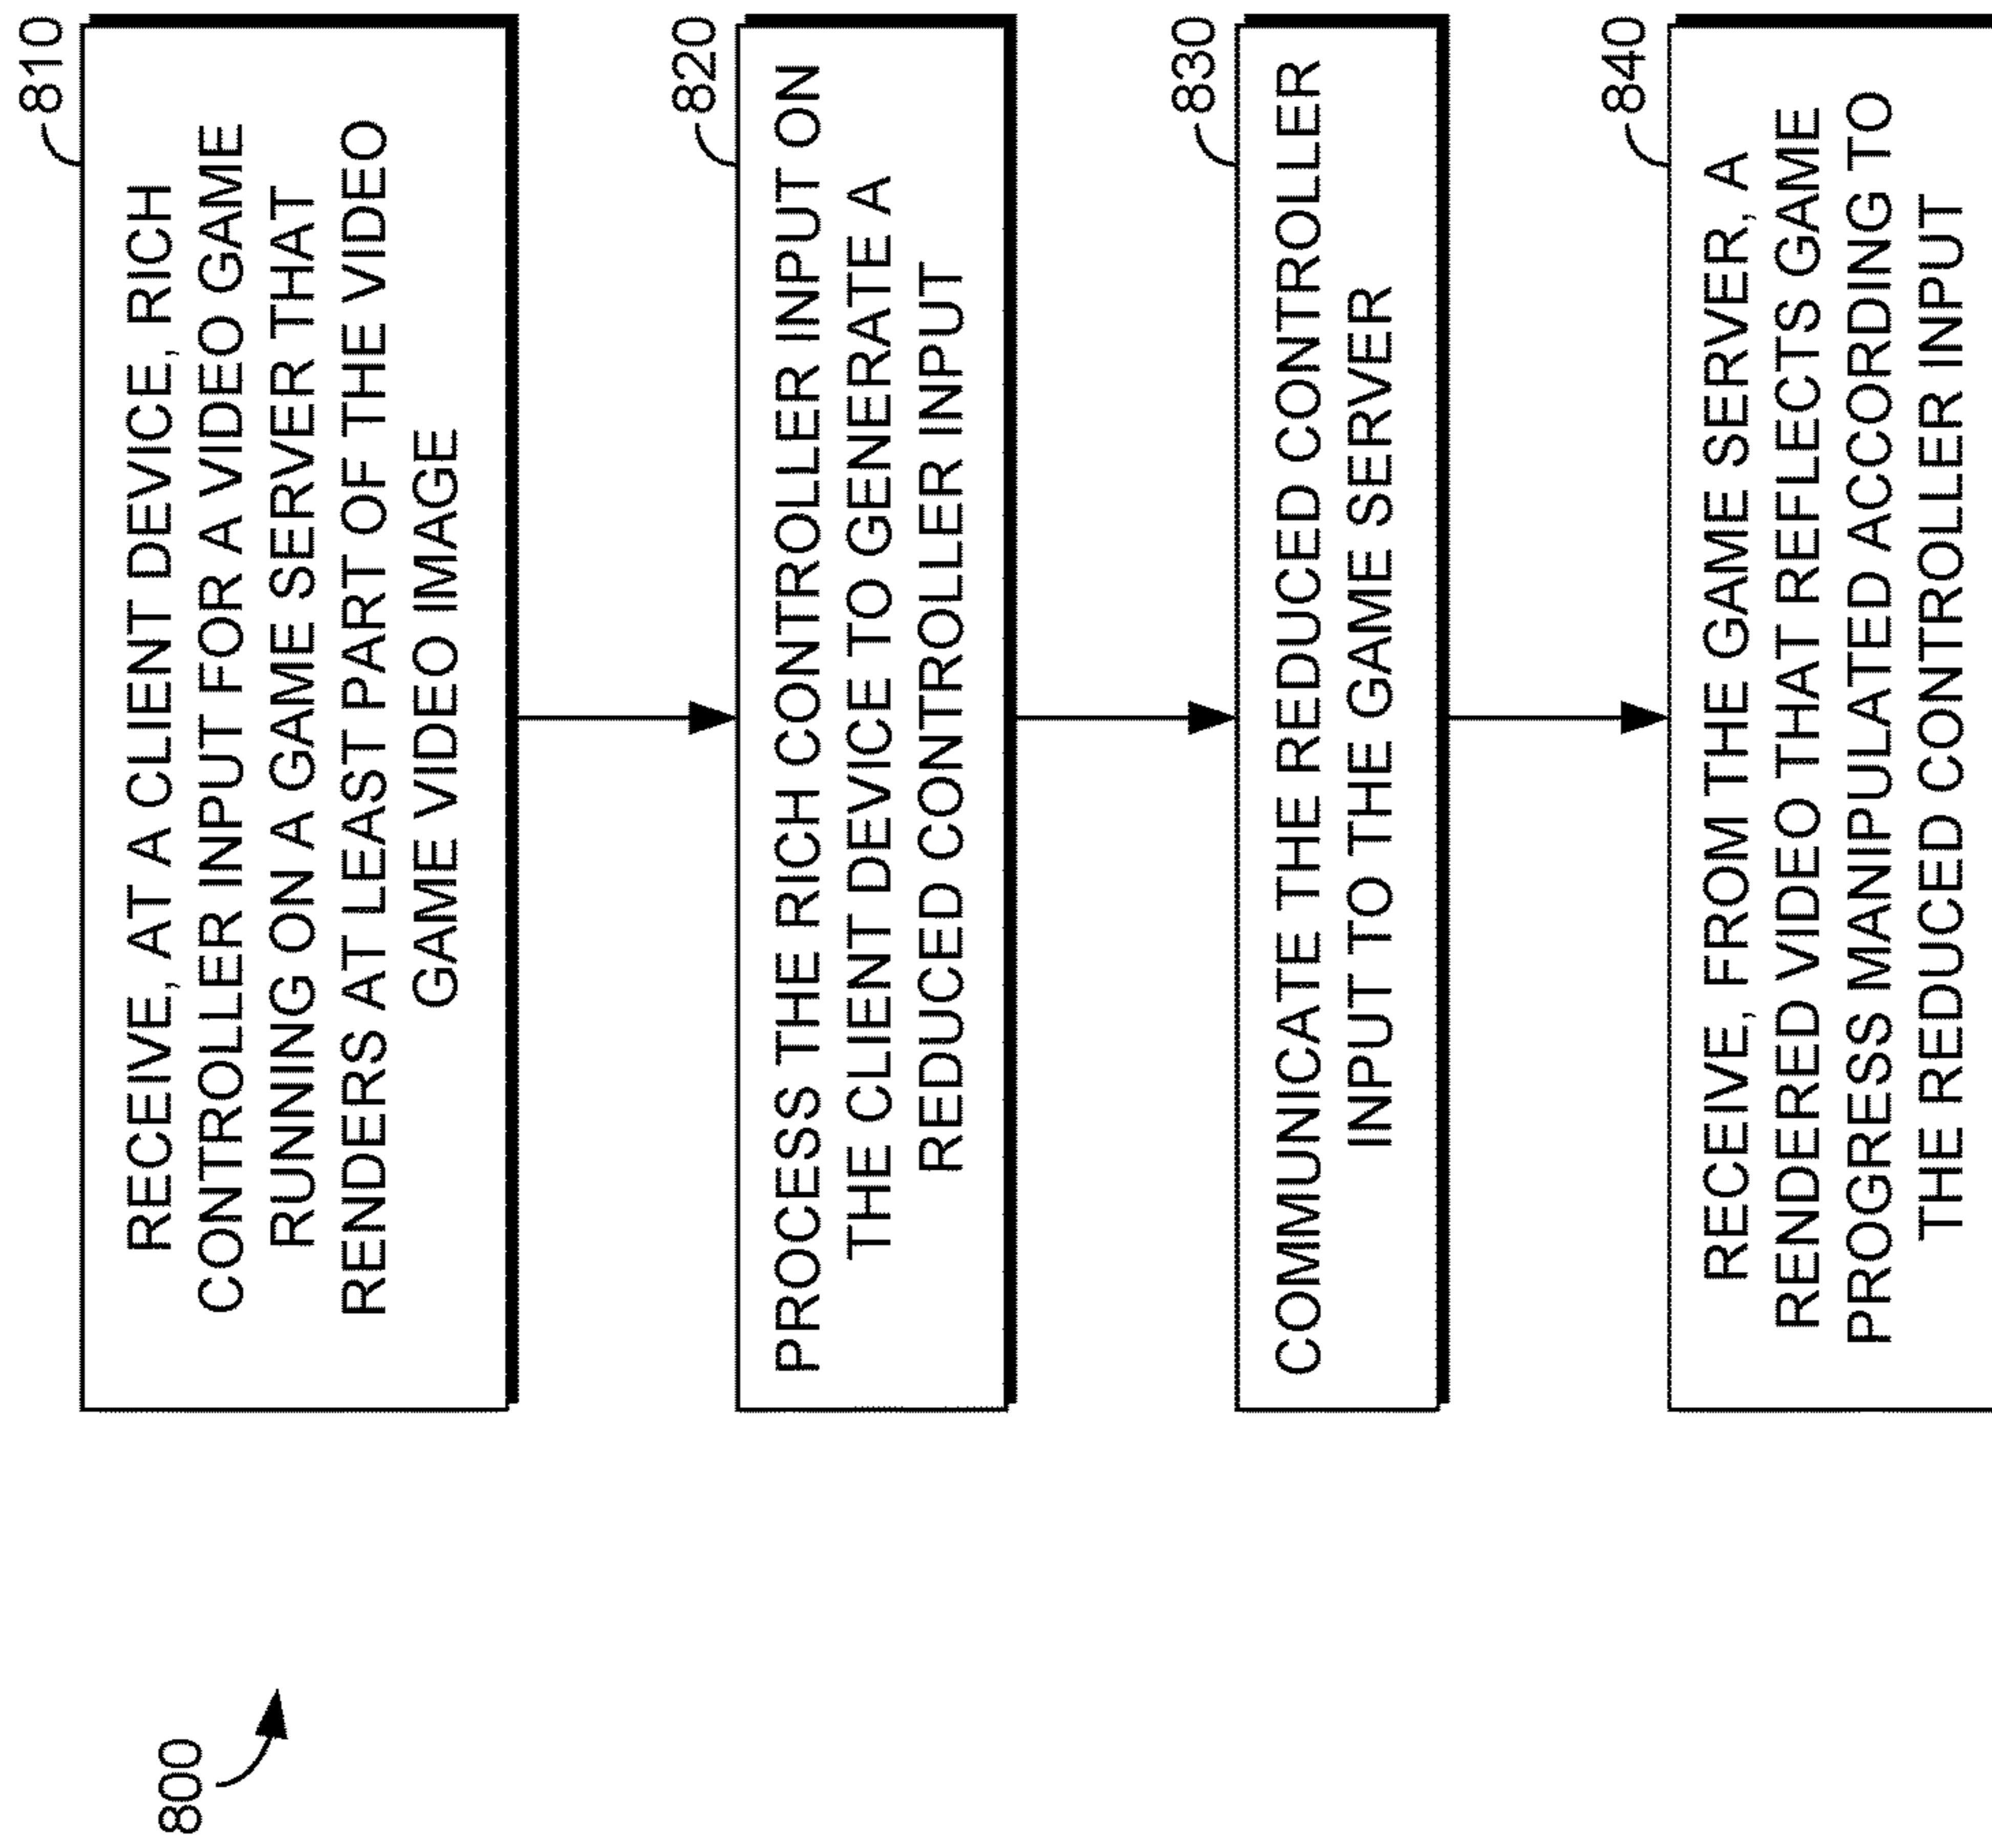 800
810
RECEIVE, AT A CLIENT DEVICE, RICH
CONTROLLER INPUT FOR A VIDEO GAME
RUNNING ON A GAME SERVER THAT
RENDERS AT LEAST PART OF THE VIDEO
GAME VIDEO IMAGE
820
PROCESS THE RICH CONTROLLER INPUT ON
THE CLIENT DEVICE TO GENERATE A
REDUCED CONTROLLER INPUT
830
COMMUNICATE THE REDUCED CONTROLLER
INPUT TO THE GAME SERVER
840
RECEIVE, FROM THE GAME SERVER, A
RENDERED VIDEO THAT REFLECTS GAME
PROGRESS MANIPULATED ACCORDING TO
THE REDUCED CONTROLLER INPUT